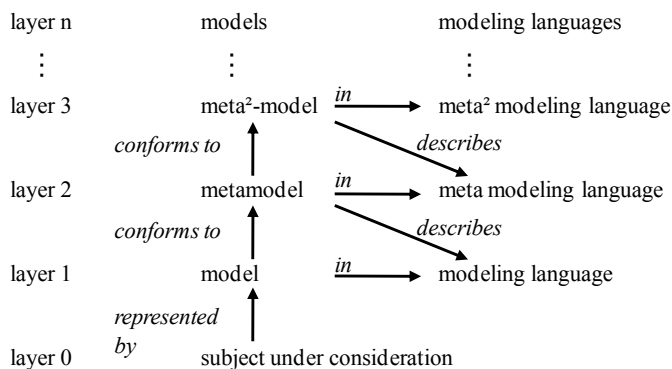 layer n models modeling languages
⋮ ⋮ ⋮
layer 3 meta²-model in meta² modeling language
conforms to describes
layer 2 metamodel in meta modeling language
conforms to describes
layer 1 model in modeling language
represented
by
layer 0 subject under consideration